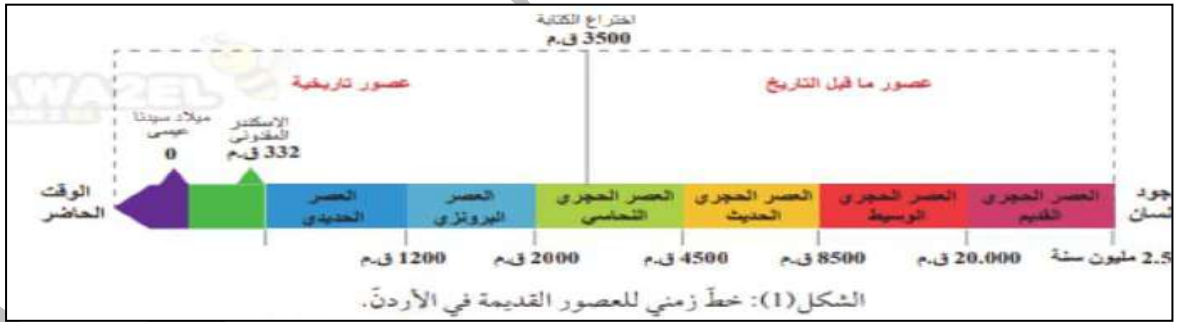 اختراع الكتابة
3500 ق.م
عصور ما قبل التاريخ
عصور تاريخية
الاسكندر المقدوني
332 ق.م
ميلاد سيدنا عيسى
0
جود
نسان
العصر الحجري القديم
العصر الحجري الوسيط
العصر الحجري الحديث
العصر الحجري النحاسي
العصر البرونزي
العصر الحديدي
الوقت الحاضر
2.5 مليون سنة
20.000 ق.م
8500 ق.م
4500 ق.م
2000 ق.م
1200 ق.م
الشكل(1): خطّ زمني للعصور القديمة في الأردنّ.